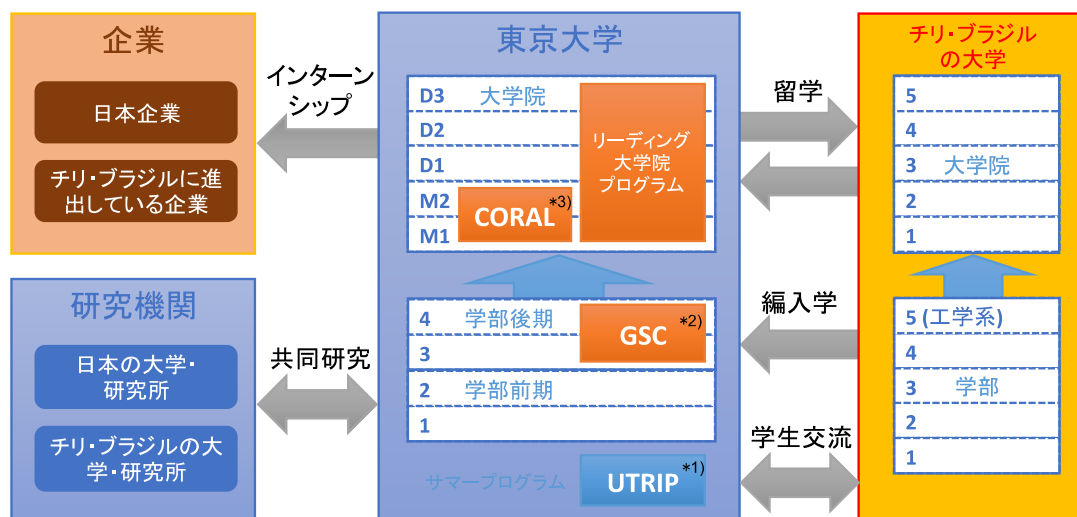 企業
日本企業
チリ・ブラジルに進
出している企業
研究機関
日本の大学・
研究所
チリ・ブラジルの大
学・研究所
インターン
シップ
共同研究
東京大学
D3 大学院
D2
D1
M2
M1
CORAL *3)
リーディング
大学院
プログラム
4 学部後期
3
2 学部前期
1
GSC *2)
サマープログラム
UTRIP *1)
留学
編入学
学生交流
チリ・ブラジル
の大学
5
4
3 大学院
2
1
5 (工学系)
4
3 学部
2
1